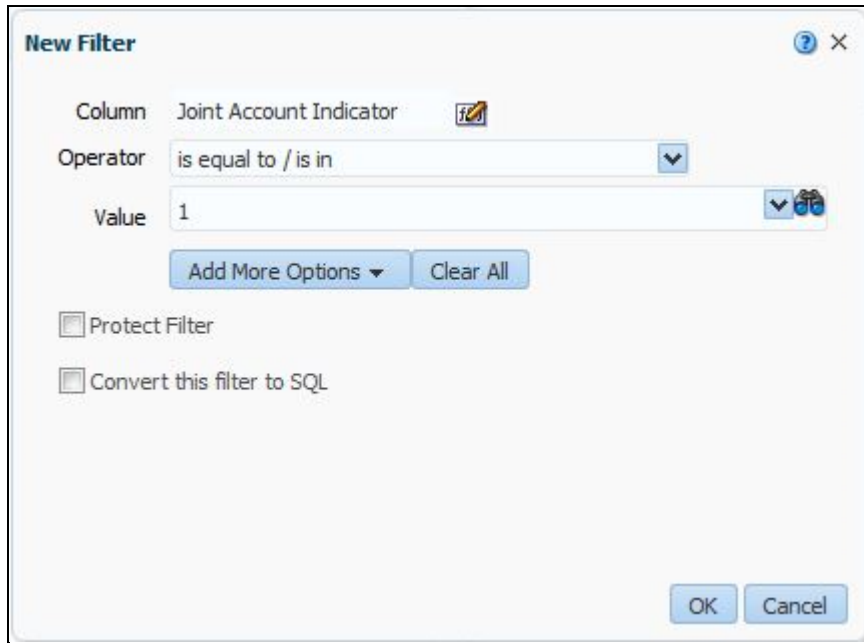 New Filter
Column Joint Account Indicator
Operator is equal to / is in
Value 1
Add More Options Clear All
Protect Filter
Convert this filter to SQL
OK Cancel